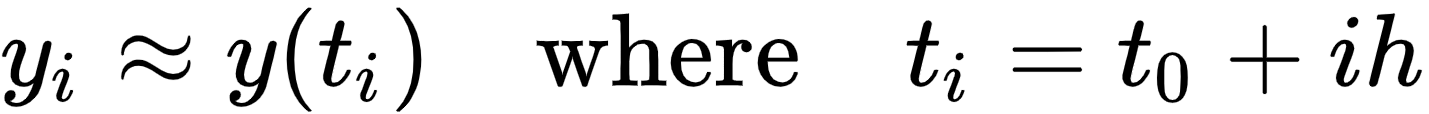 yᵢ ≈ y(tᵢ) where tᵢ = t₀ + ih